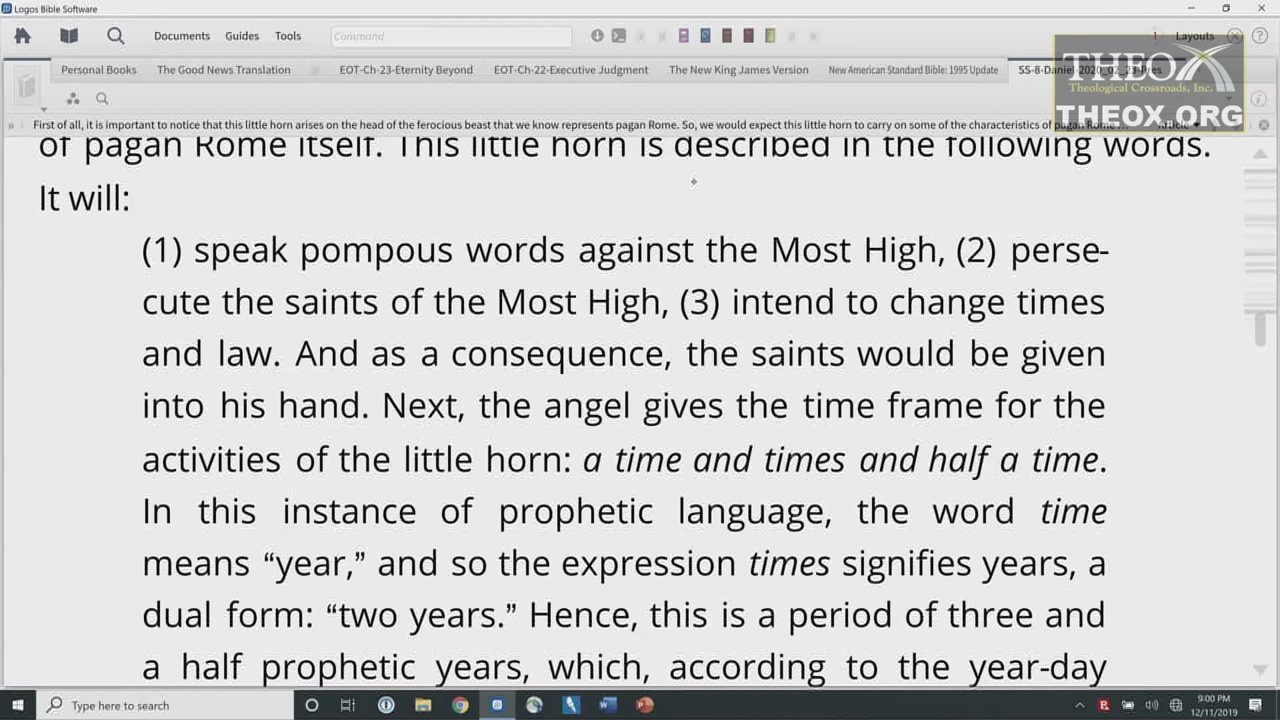 Logos Bible Software
Documents Guides Tools Command Layouts
Personal Books The Good News Translation EOT-Ch-23-The Great Beyond EOT-Ch-22-Executive Judgment The New King James Version New American Standard Bible: 1995 Update
THEOX
Theological Crossroads, Inc.
THEOX.ORG
First of all, it is important to notice that this little horn arises on the head of the ferocious beast that we know represents pagan Rome. So, we would expect this little horn to carry on some of the characteristics of pagan Rome ... Article
of pagan Rome itself. This little horn is described in the following words.
It will:
(1) speak pompous words against the Most High, (2) perse-
cute the saints of the Most High, (3) intend to change times
and law. And as a consequence, the saints would be given
into his hand. Next, the angel gives the time frame for the
activities of the little horn: a time and times and half a time.
In this instance of prophetic language, the word time
means “year,” and so the expression times signifies years, a
dual form: “two years.” Hence, this is a period of three and
a half prophetic years, which, according to the year-day
Type here to search
9:00 PM
12/11/2019